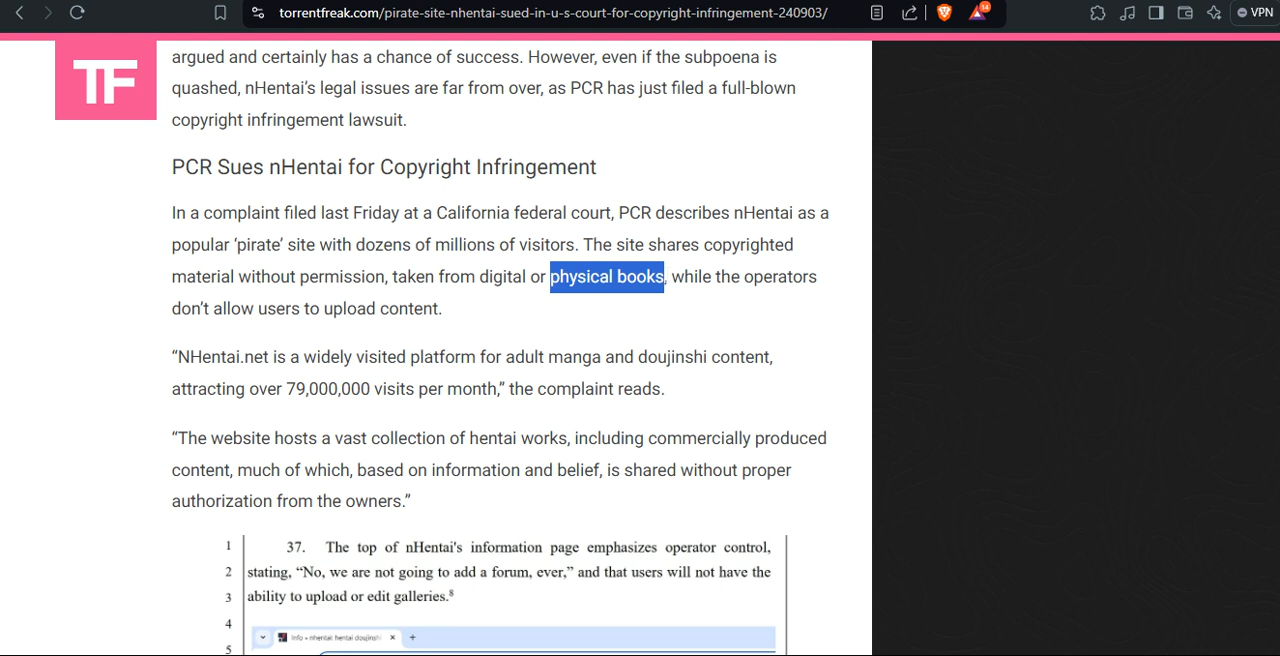 torrentfreak.com/pirate-site-nhentai-sued-in-u-s-court-for-copyright-infringement-240903/
14
VPN
TF
argued and certainly has a chance of success. However, even if the subpoena is
quashed, nHentai’s legal issues are far from over, as PCR has just filed a full-blown
copyright infringement lawsuit.
PCR Sues nHentai for Copyright Infringement
In a complaint filed last Friday at a California federal court, PCR describes nHentai as a
popular ‘pirate’ site with dozens of millions of visitors. The site shares copyrighted
material without permission, taken from digital or physical books, while the operators
don’t allow users to upload content.
“NHentai.net is a widely visited platform for adult manga and doujinshi content,
attracting over 79,000,000 visits per month,” the complaint reads.
“The website hosts a vast collection of hentai works, including commercially produced
content, much of which, based on information and belief, is shared without proper
authorization from the owners.”
1 37. The top of nHentai's information page emphasizes operator control,
2 stating, “No, we are not going to add a forum, ever,” and that users will not have the
3 ability to upload or edit galleries.⁸
4
Info » nhentai: hentai doujinshi
5